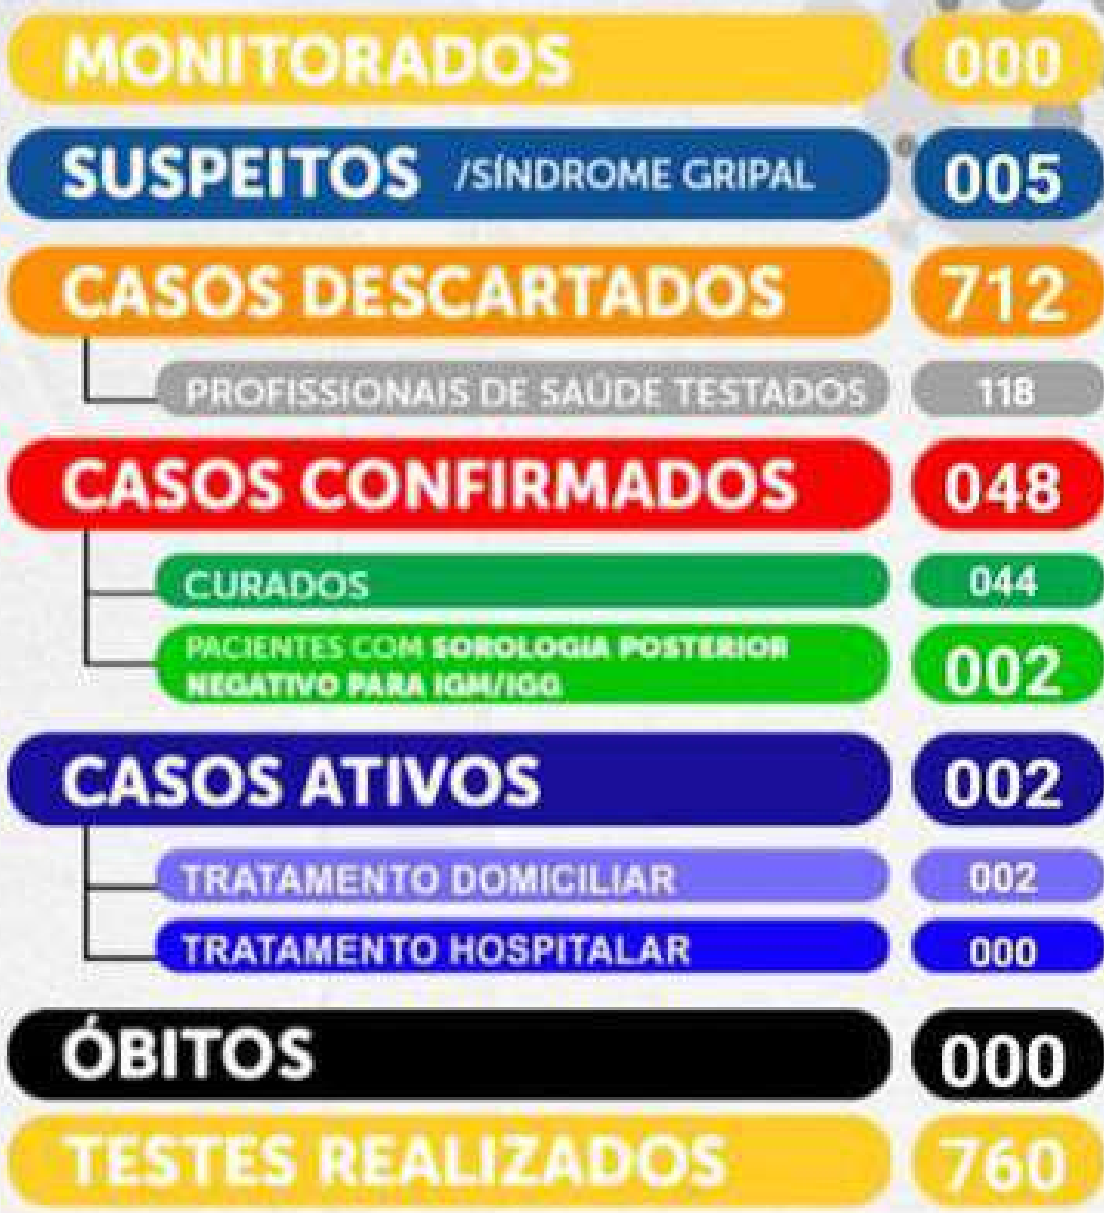 MONITORADOS 000
SUSPEITOS /SÍNDROME GRIPAL 005
CASOS DESCARTADOS 712
PROFISSIONAIS DE SAÚDE TESTADOS 118
CASOS CONFIRMADOS 048
CURADOS 044
PACIENTES COM SOROLOGIA POSTERIOR
NEGATIVO PARA IGM/IGG 002
CASOS ATIVOS 002
TRATAMENTO DOMICILIAR 002
TRATAMENTO HOSPITALAR 000
ÓBITOS 000
TESTES REALIZADOS 760